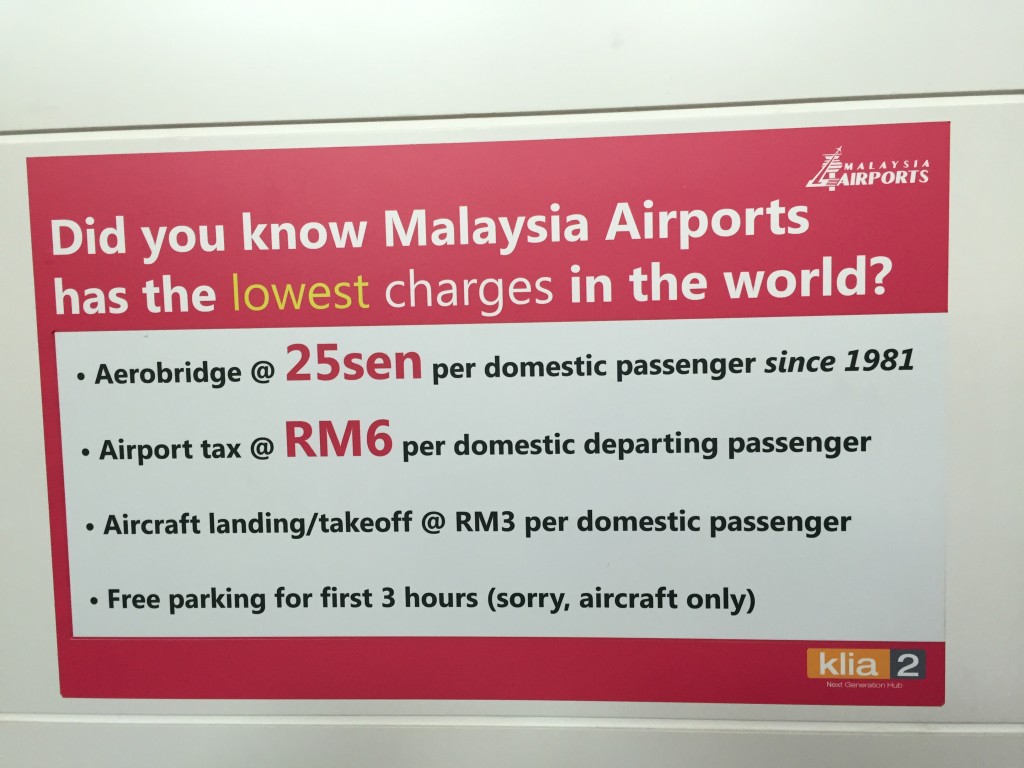 MALAYSIA
AIRPORTS
Did you know Malaysia Airports
has the lowest charges in the world?
• Aerobridge @ 25sen per domestic passenger since 1981
• Airport tax @ RM6 per domestic departing passenger
• Aircraft landing/takeoff @ RM3 per domestic passenger
• Free parking for first 3 hours (sorry, aircraft only)
klia 2
Next Generation Hub